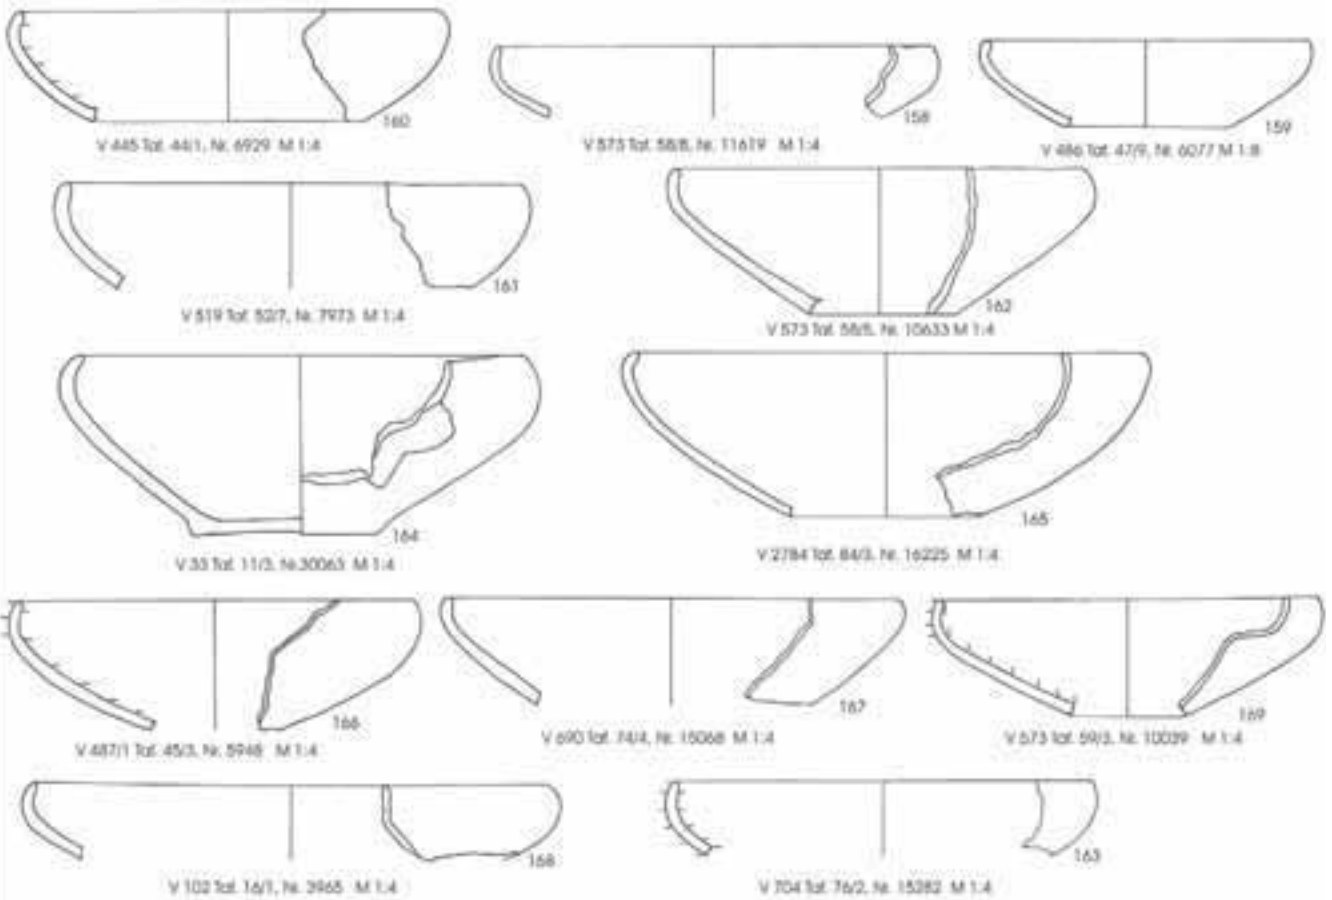 160
V 445 Taf. 44/1, Nr. 6929 M 1:4
158
V 573 Taf. 58/8, Nr. 11619 M 1:4
159
V 486 Taf. 47/9, Nr. 6077 M 1:8
161
V 519 Taf. 52/7, Nr. 7973 M 1:4
162
V 573 Taf. 58/5, Nr. 10633 M 1:4
164
V 33 Taf. 11/3, Nr.30063 M 1:4
165
V 2784 Taf. 84/3, Nr. 16225 M 1:4
166
V 487/1 Taf. 45/3, Nr. 5948 M 1:4
167
V 690 Taf. 74/4, Nr. 15068 M 1:4
169
V 573 Taf. 59/3, Nr. 10039 M 1:4
168
V 102 Taf. 16/1, Nr. 3965 M 1:4
163
V 704 Taf. 76/2, Nr. 15282 M 1:4